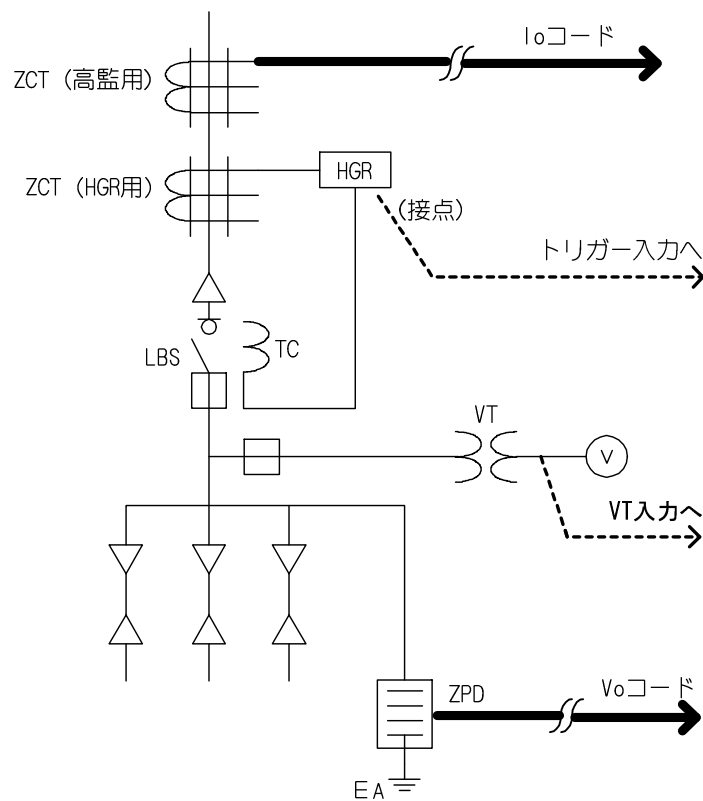 Ioコード
ZCT (高監用)
HGR
ZCT (HGR用)
(接点)
トリガー入力へ
LBS
TC
VT
V
VT入力へ
ZPD
Voコード
EA